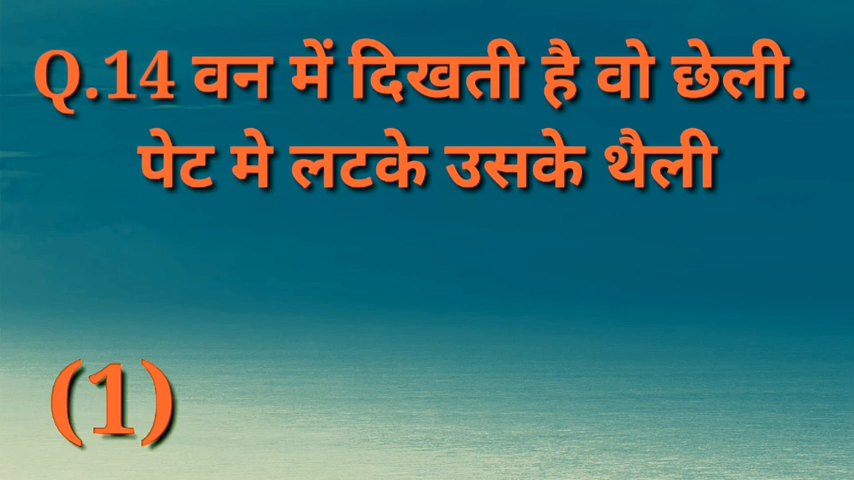 Q.14 वन में दिखती है वो छेली.
पेट मे लटके उसके थैली
(1)